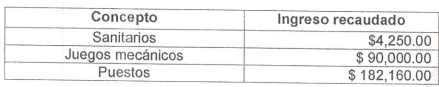 Concepto Ingreso recaudado
Sanitarios $4,250.00
Juegos mecánicos $ 90,000.00
Puestos $ 182,160.00